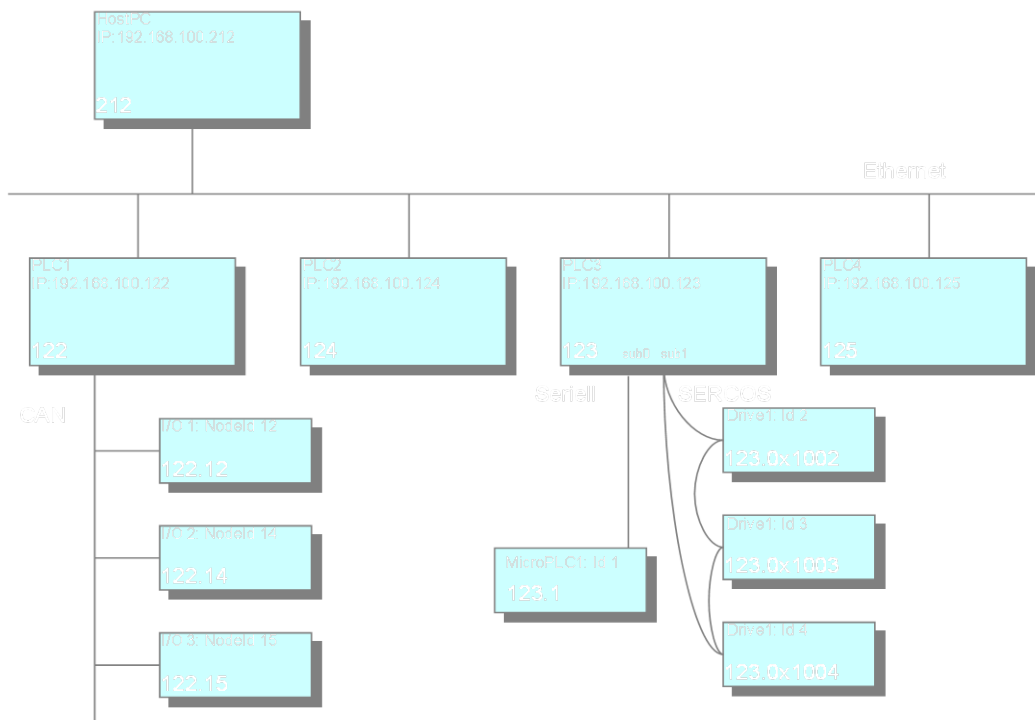 HostPC
IP:192.168.100.212
212
Ethernet
PLC1
IP:192.168.100.122
122
PLC2
IP:192.168.100.124
124
PLC3
IP:192.168.100.123
123
PLC4
IP:192.168.100.125
125
CAN
Seriell
SERCOS
I/O 1: NodeId 12
122.12
I/O 2: NodeId 14
122.14
I/O 3: NodeId 15
122.15
MicroPLC1: Id 1
123.1
Drive1: Id 2
123.0x1002
Drive1: Id 3
123.0x1003
Drive1: Id 4
123.0x1004